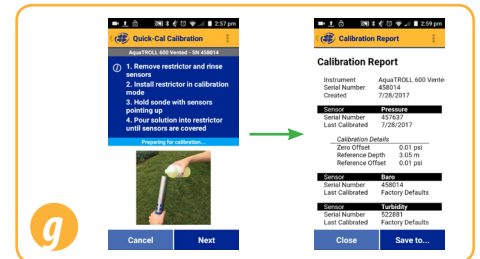 2:57 pm
Quick-Cal Calibration
AquaTROLL 600 Vented - SN 458014
1. Remove restrictor and rinse
sensors
2. Install restrictor in calibration
mode
3. Hold sonde with sensors
pointing up
4. Pour solution into restrictor
until sensors are covered
Preparing for calibration...
Cancel Next
g
2:59 pm
Calibration Report
Calibration Report
Instrument AquaTROLL 600 Vente
Serial Number 458014
Created 7/28/2017
Sensor Pressure
Serial Number 457637
Last Calibrated 7/28/2017
Calibration Details
Zero Offset 0.01 psi
Reference Depth 3.05 m
Reference Offset 0.01 psi
Sensor Baro
Serial Number 458014
Last Calibrated Factory Defaults
Sensor Turbidity
Serial Number 522881
Last Calibrated Factory Defaults
Close Save to...